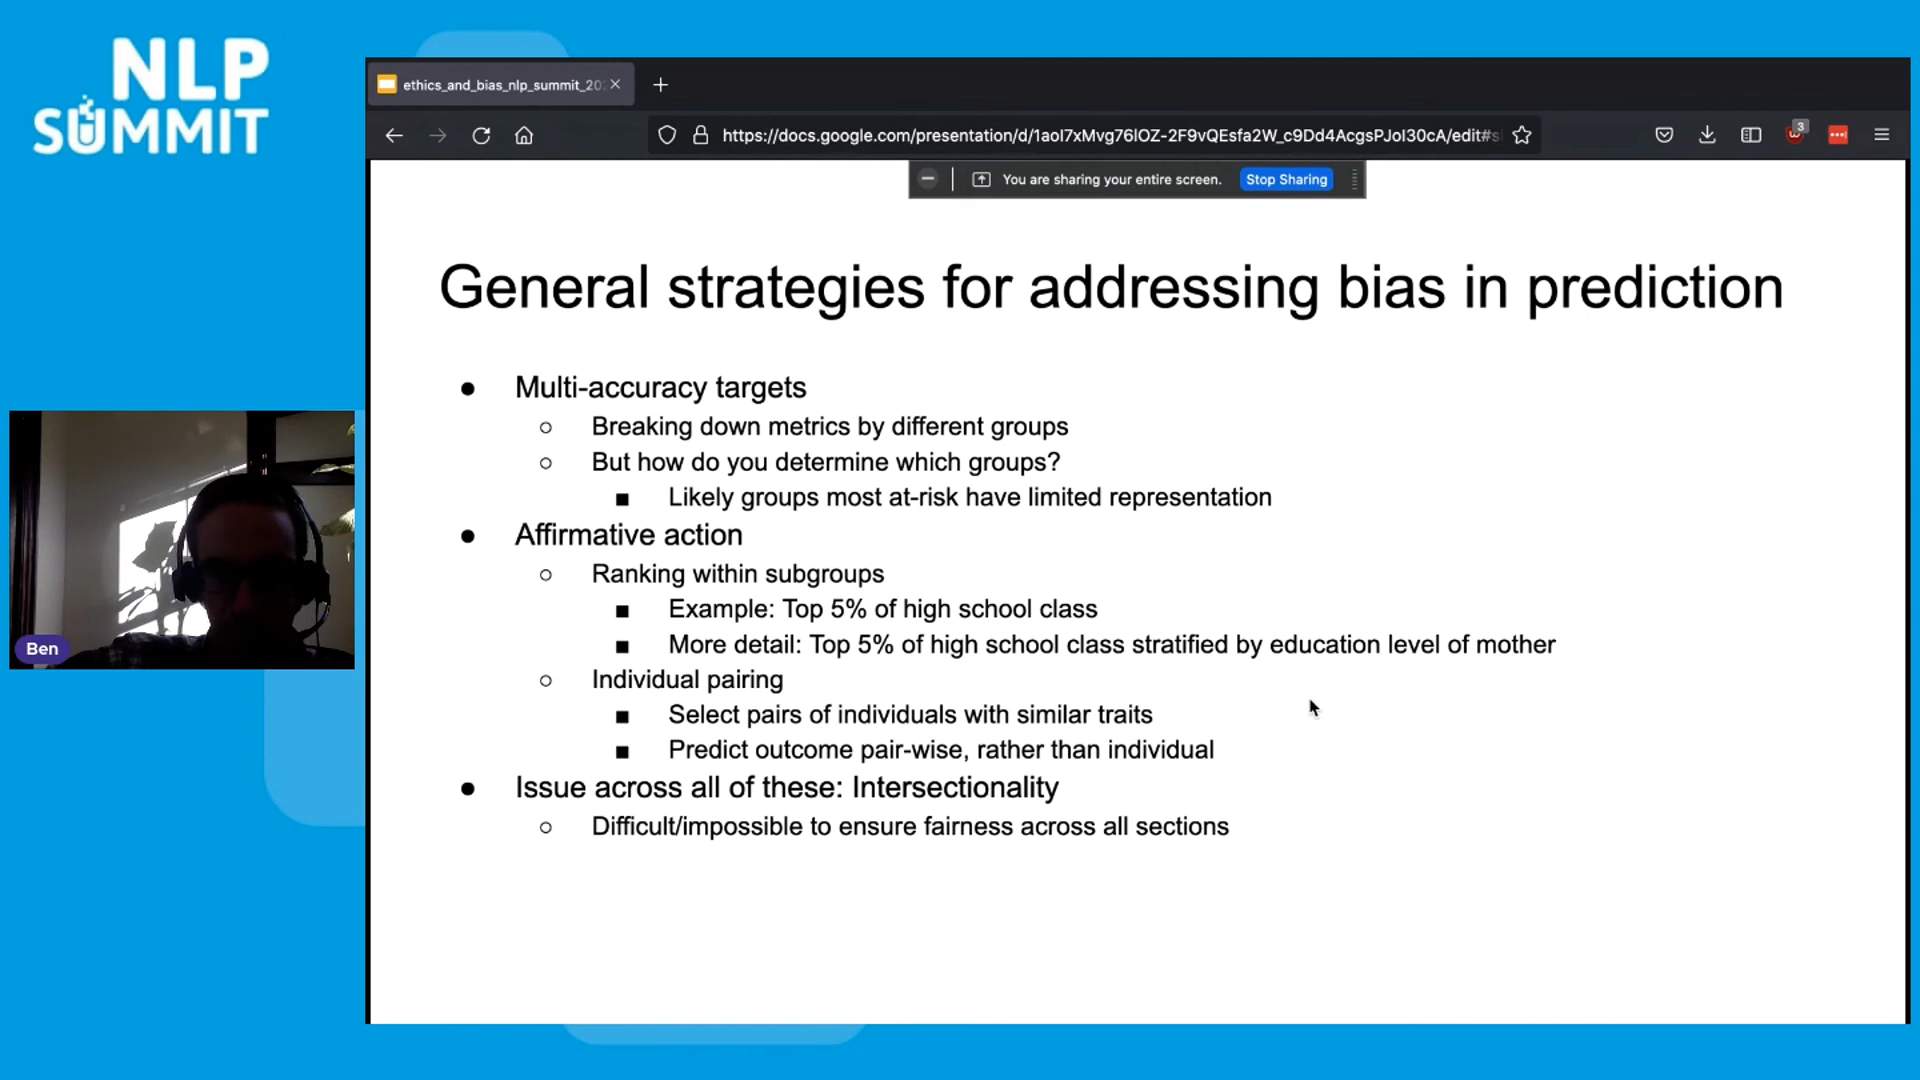 NLP
SUMMIT
ethics_and_bias_nlp_summit_20
https://docs.google.com/presentation/d/1aoI7xMvg76lOZ-2F9vQEsfa2W_c9Dd4AcgsPJoI30cA/edit#s
3
You are sharing your entire screen.
Stop Sharing
General strategies for addressing bias in prediction
● Multi-accuracy targets
○ Breaking down metrics by different groups
○ But how do you determine which groups?
■ Likely groups most at-risk have limited representation
● Affirmative action
○ Ranking within subgroups
■ Example: Top 5% of high school class
■ More detail: Top 5% of high school class stratified by education level of mother
○ Individual pairing
■ Select pairs of individuals with similar traits
■ Predict outcome pair-wise, rather than individual
● Issue across all of these: Intersectionality
○ Difficult/impossible to ensure fairness across all sections
Ben